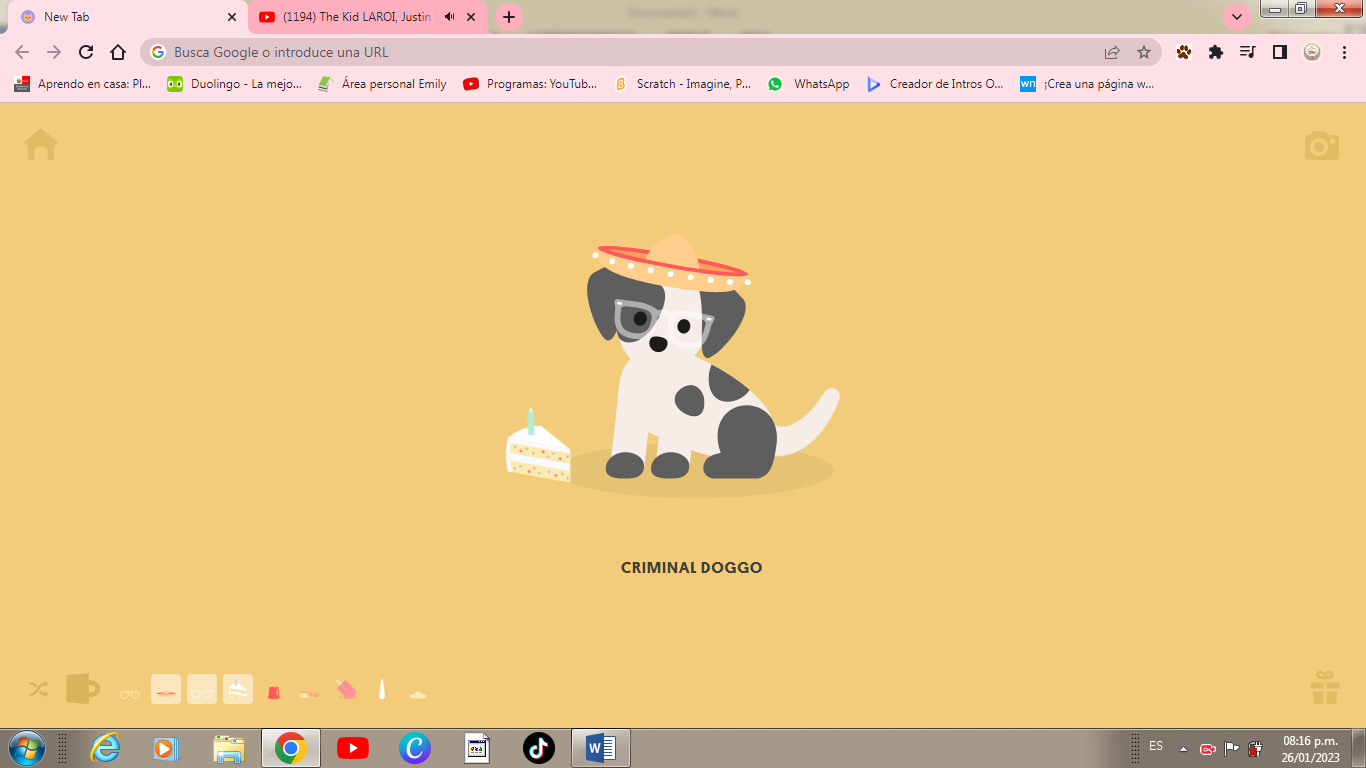 New Tab
(1194) The Kid LAROI, Justin
Busca Google o introduce una URL
Aprendo en casa: Pl...
Duolingo - La mejo...
Área personal Emily
Programas: YouTub...
Scratch - Imagine, P...
WhatsApp
Creador de Intros O...
wn ¡Crea una página w...
CRIMINAL DOGGO
ES
08:16 p.m.
26/01/2023